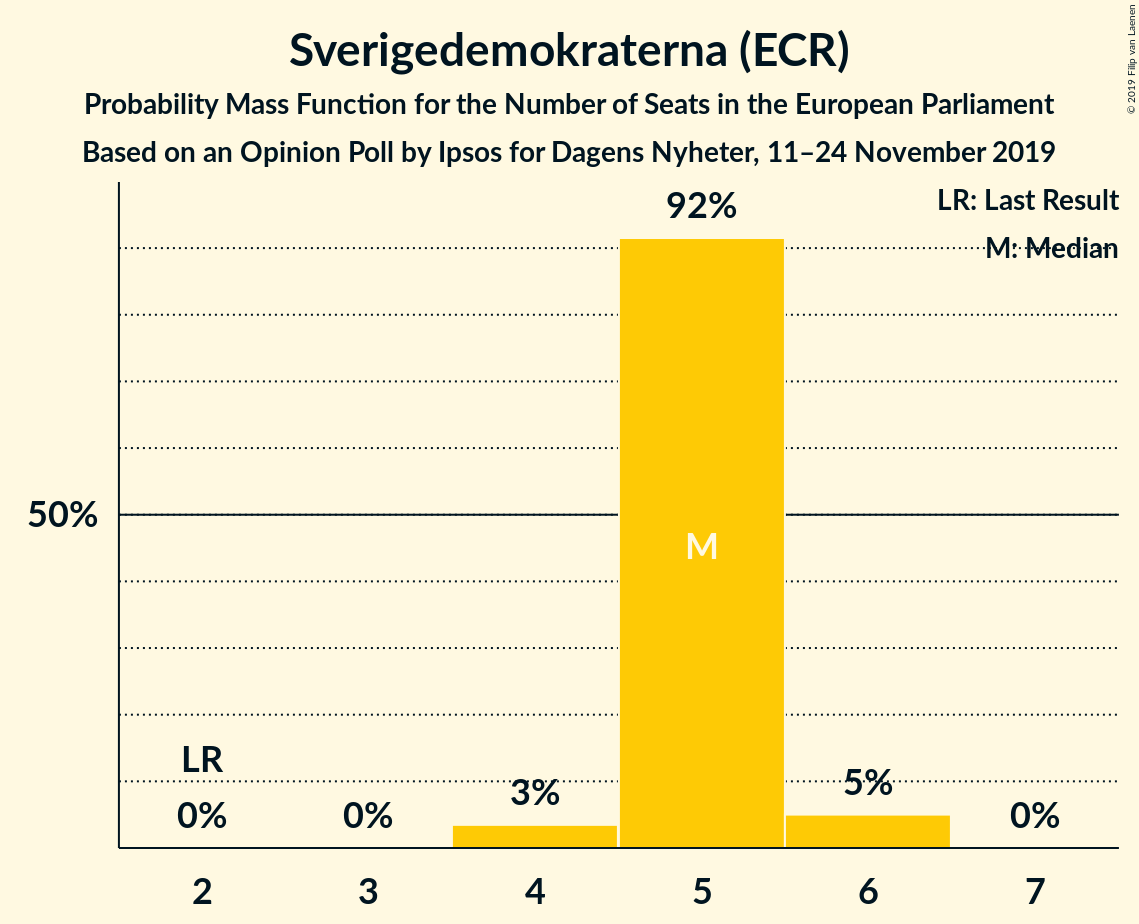 Sverigedemokraterna (ECR)
Probability Mass Function for the Number of Seats in the European Parliament
Based on an Opinion Poll by Ipsos for Dagens Nyheter, 11–24 November 2019
© 2019 Filip van Laenen
LR: Last Result
M: Median
92%
50%
M
LR
0%
0%
3%
5%
0%
2
3
4
5
6
7